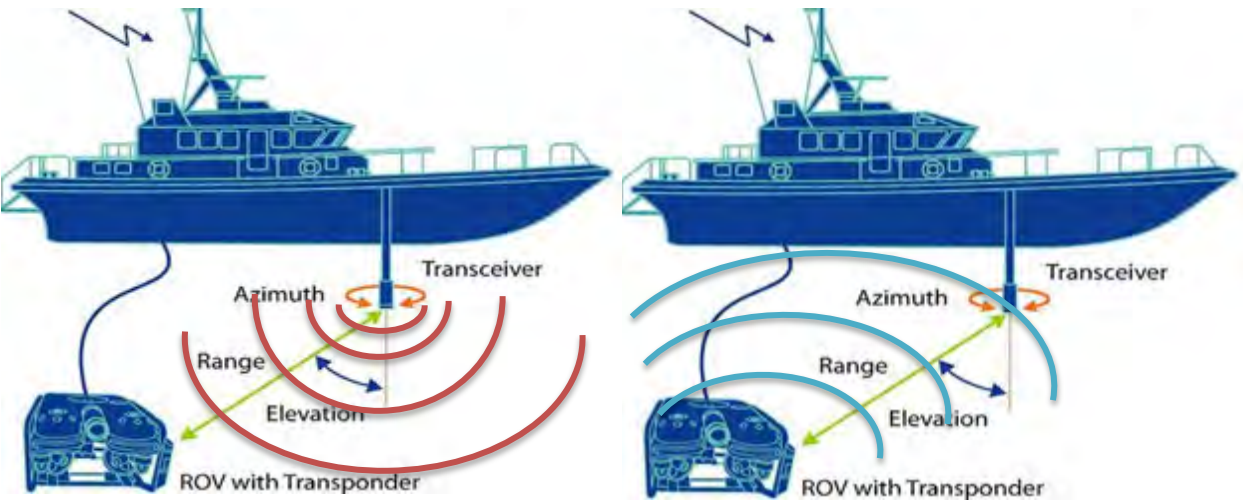 Transceiver
Azimuth
Range
Elevation
ROV with Transponder
Transceiver
Azimuth
Range
Elevation
ROV with Transponder